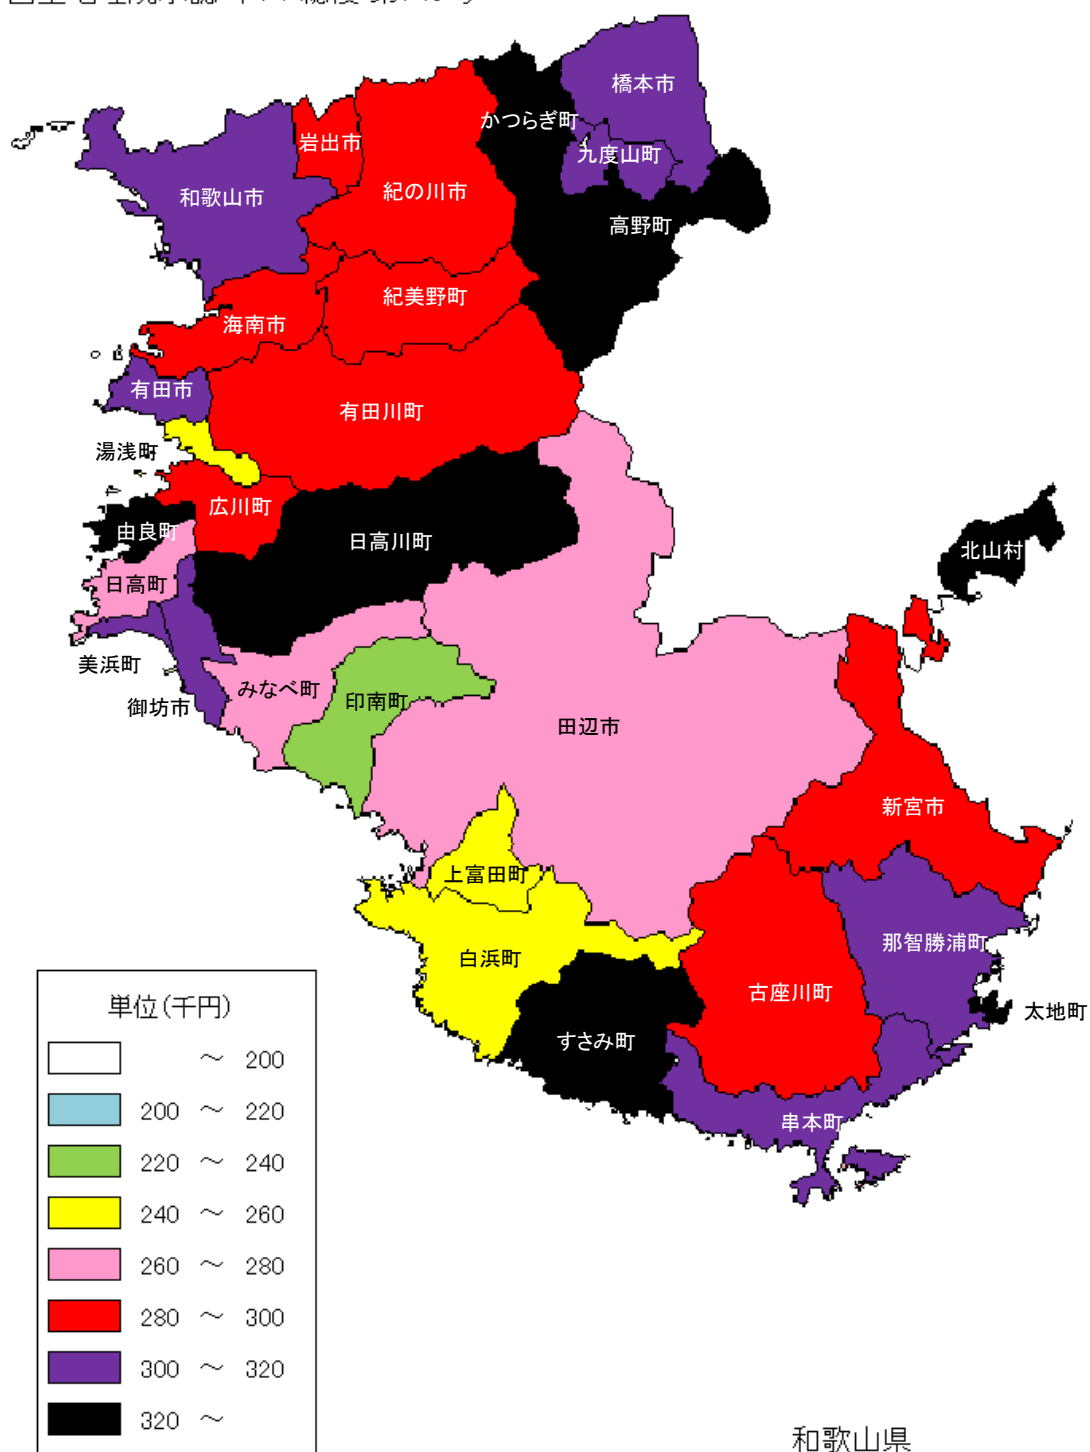 橋本市
かつらぎ町
岩出市
九度山町
和歌山市
紀の川市
高野町
紀美野町
海南市
有田市
有田川町
湯浅町
広川町
由良町
日高川町
北山村
日高町
美浜町
みなべ町
印南町
御坊市
田辺市
新宮市
上富田町
那智勝浦町
白浜町
古座川町
太地町
すさみ町
串本町
単位(千円)
～ 200
200 ～ 220
220 ～ 240
240 ～ 260
260 ～ 280
280 ～ 300
300 ～ 320
320 ～
和歌山県